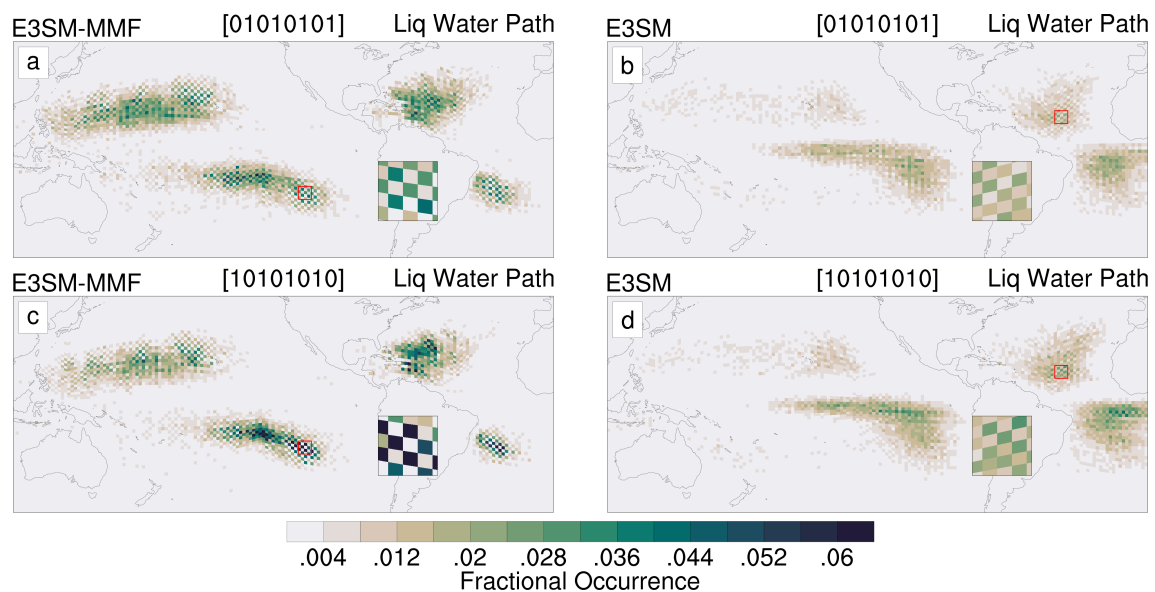 E3SM-MMF [01010101] Liq Water Path
a
E3SM [01010101] Liq Water Path
b
E3SM-MMF [10101010] Liq Water Path
c
E3SM [10101010] Liq Water Path
d
.004 .012 .02 .028 .036 .044 .052 .06
Fractional Occurrence